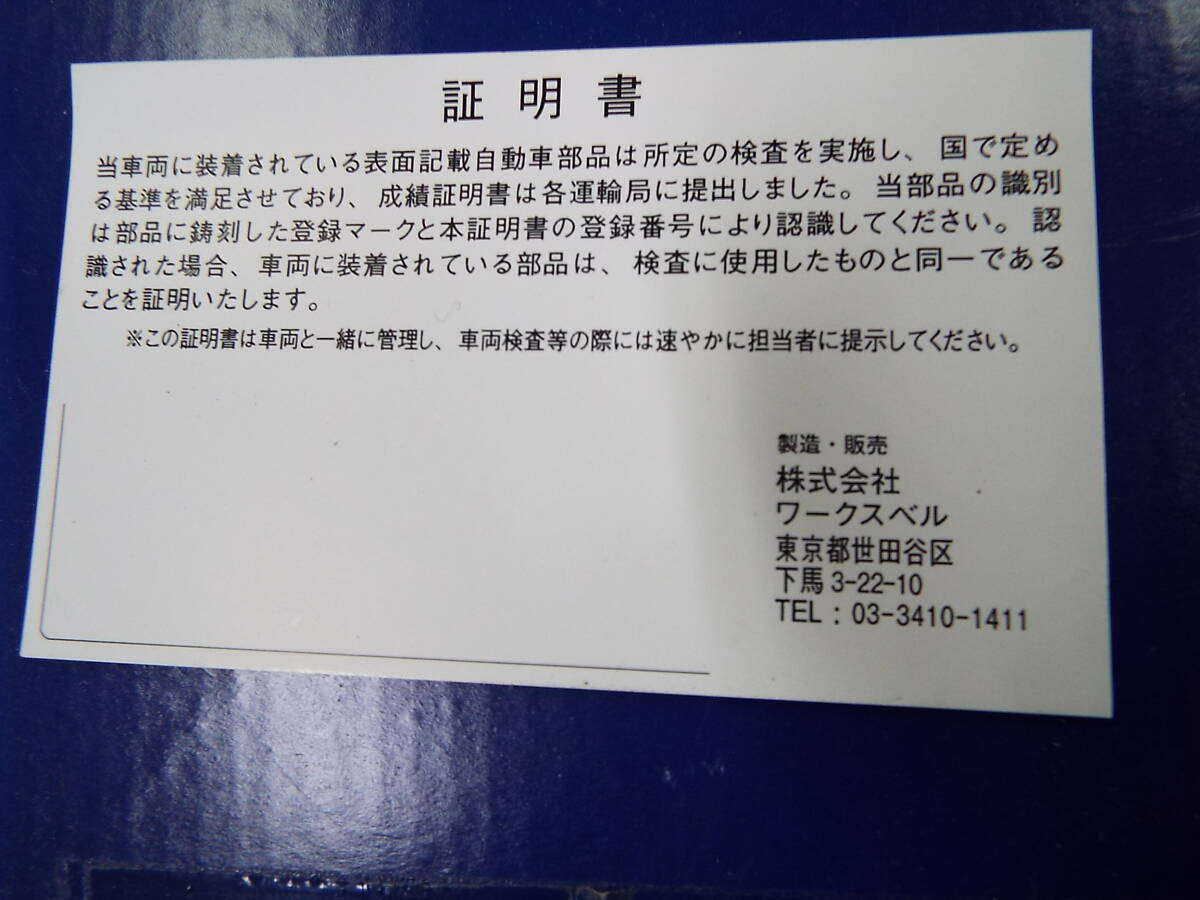 証明書
当車両に装着されている表面記載自動車部品は所定の検査を実施し、国で定め
る基準を満足させており、成績証明書は各運輸局に提出しました。当部品の識別
は部品に鋳刻した登録マークと本証明書の登録番号により認識してください。認
識された場合、車両に装着されている部品は、検査に使用したものと同一である
ことを証明いたします。
※この証明書は車両と一緒に管理し、車両検査等の際には速やかに担当者に提示してください。
製造・販売
株式会社
ワークスベル
東京都世田谷区
下馬3-22-10
TEL：03-3410-1411